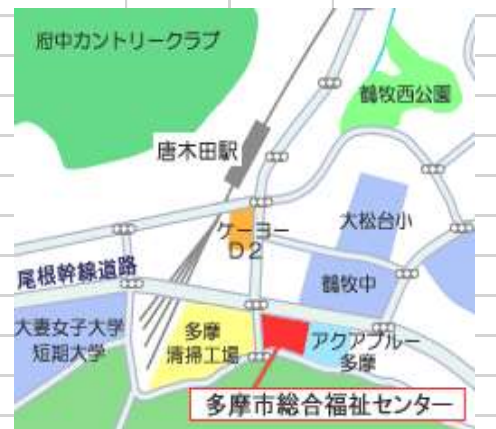 府中カントリークラブ
鶴牧西公園
唐木田駅
大松台小
ケーヨー
D2
尾根幹線道路
鶴牧中
大妻女子大学
短期大学
多摩
清掃工場
アクアブルー
多摩
多摩市総合福祉センター